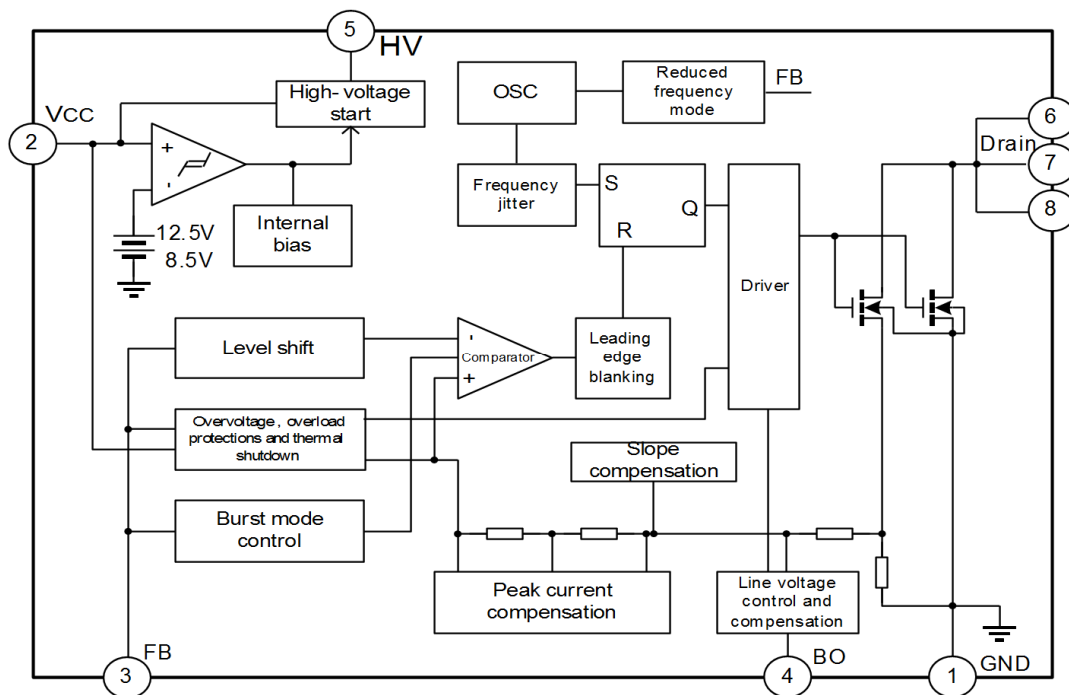 5
HV
High-voltage
start
OSC
Reduced
frequency
mode
FB
Vcc
2
+
-
12.5V
8.5V
Internal
bias
Frequency
jitter
S
R
Q
Driver
6
Drain
7
8
Level shift
-
Comparator
+
Leading
edge
blanking
Overvoltage, overload
protections and thermal
shutdown
Slope
compensation
Burst mode
control
Peak current
compensation
Line voltage
control and
compensation
3
FB
4
BO
1
GND